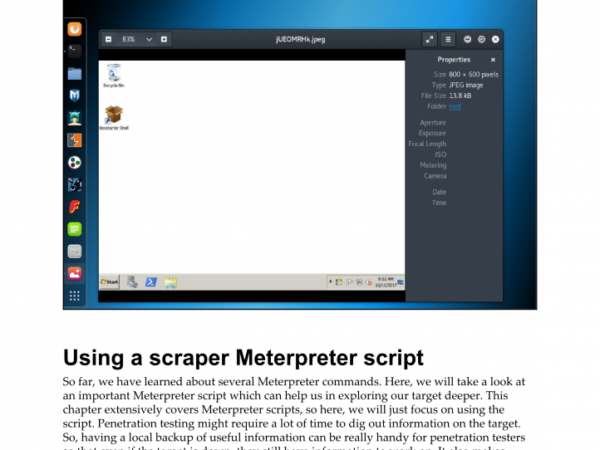 83%
jUEOMRHk.jpeg
Properties
Size 800 × 600 pixels
Type JPEG image
File Size 13.8 kB
Folder root
Aperture
Exposure
Focal Length
ISO
Metering
Camera
Date
Time
Recycle Bin
Start
Using a scraper Meterpreter script
So far, we have learned about several Meterpreter commands. Here, we will take a look at
an important Meterpreter script which can help us in exploring our target deeper. This
chapter extensively covers Meterpreter scripts, so here, we will just focus on using the
script. Penetration testing might require a lot of time to dig out information on the target.
So, having a local backup of useful information can be really handy for penetration testers